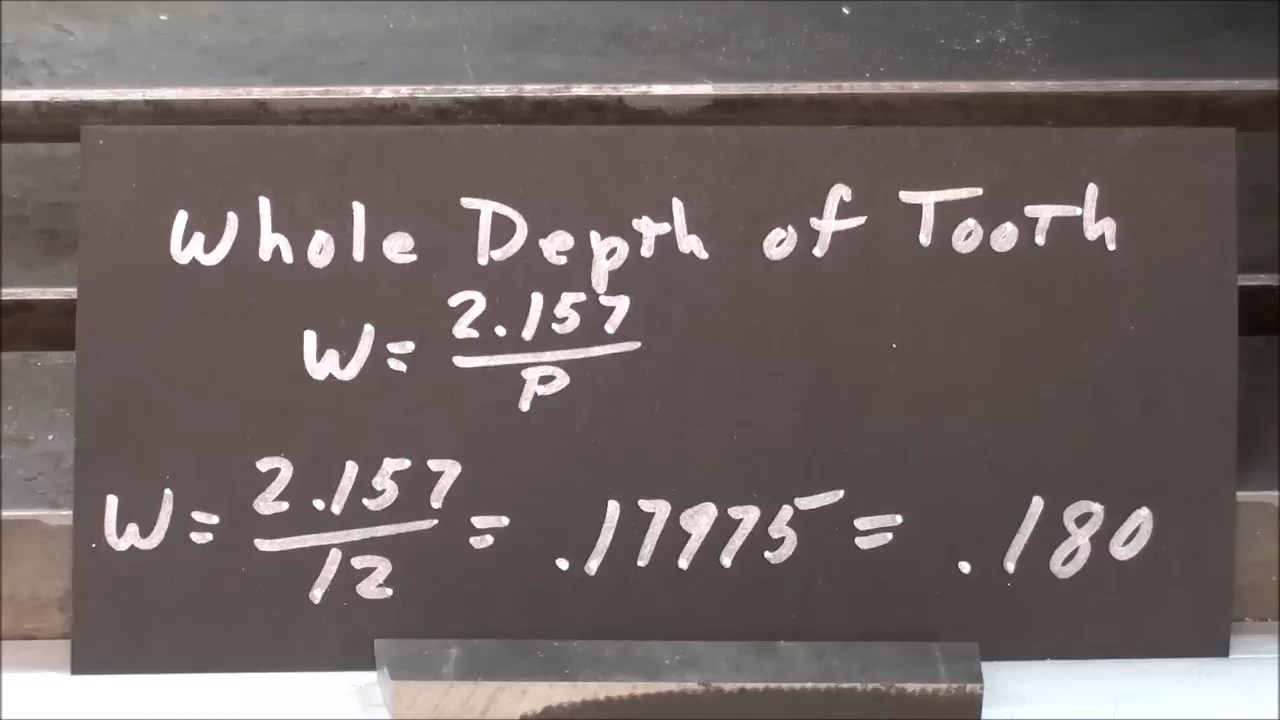 Whole Depth of Tooth
W = 2.157/P
W = 2.157/12 = .17975 = .180